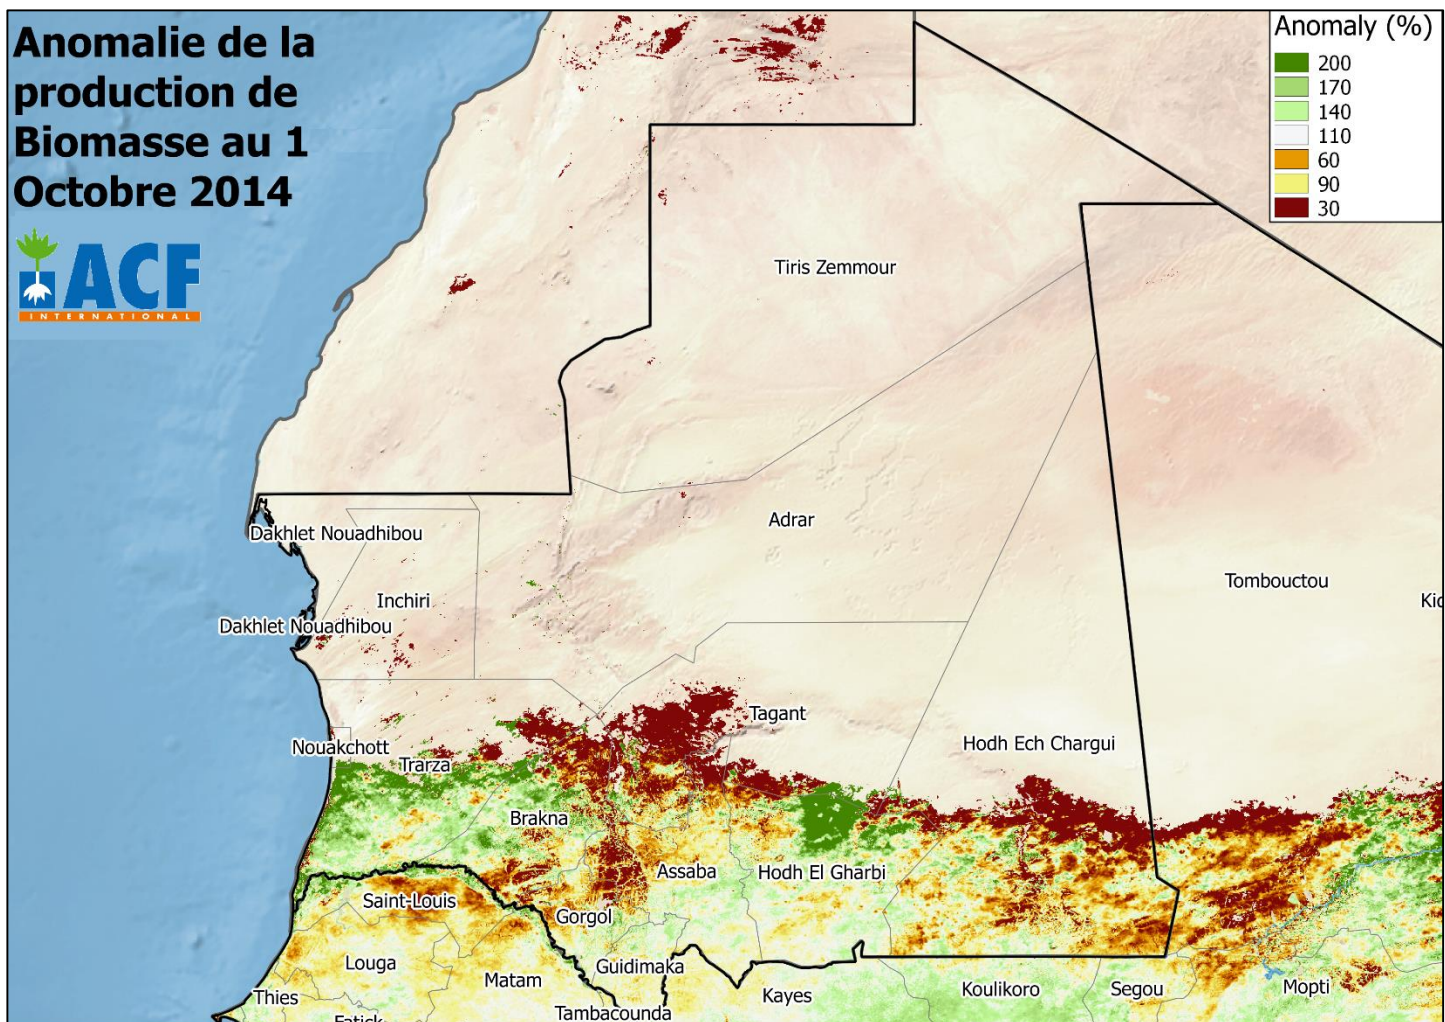 Anomalie de la
production de
Biomasse au 1
Octobre 2014
ACF
INTERNATIONAL
Anomaly (%)
200
170
140
110
60
90
30
Tiris Zemmour
Adrar
Dakhlet Nouadhibou
Inchiri
Dakhlet Nouadhibou
Tombouctou
Kid
Tagant
Nouakchott
Trarza
Hodh Ech Chargui
Brakna
Assaba
Hodh El Gharbi
Saint-Louis
Gorgol
Louga
Matam
Guidimaka
Thies
Kayes
Koulikoro
Segou
Mopti
Tambacounda
Fatick